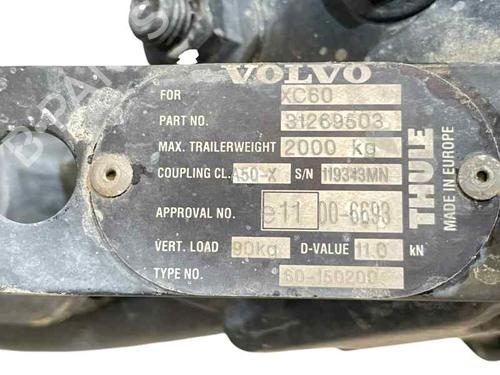 VOLVO
FOR XC60
PART NO. 31269503
MAX. TRAILERWEIGHT 2000 kg
COUPLING CL. A50-X S/N 119343MN
APPROVAL NO. e11 00-6693
VERT. LOAD 90kg D-VALUE 11.0 kN
TYPE NO. 60-150200
THULE
MADE IN EUROPE